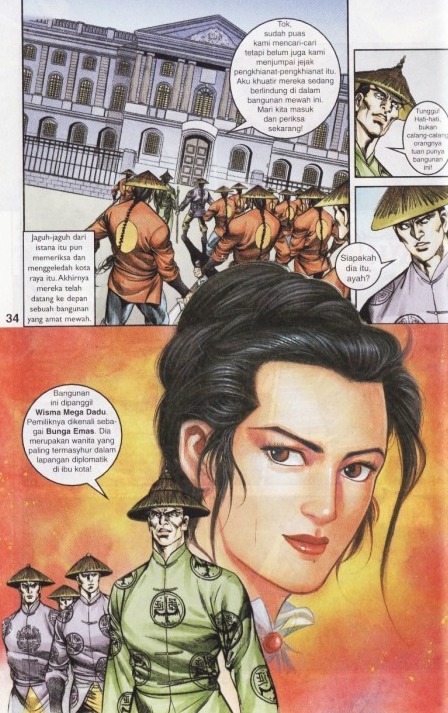 Tok,
sudah puas
kami mencari-cari
tetapi belum juga kami
menjumpai jejak
pengkhianat-pengkhianat itu.
Aku khuatir mereka sedang
berlindung di dalam
bangunan mewah ini.
Mari kita masuk
dan periksa
sekarang!
Tunggu!
Hati-hati,
bukan
calang-calang
orangnya
tuan punya
bangunan
ini!
Jaguh-jaguh dari
istana itu pun
memeriksa dan
menggeledah kota
raya itu. Akhirnya
mereka telah
datang ke depan
sebuah bangunan
yang amat mewah.
Siapakah
dia itu,
ayah?
34
Bangunan
ini dipanggil
Wisma Mega Dadu.
Pemiliknya dikenali seba-
gai Bunga Emas. Dia
merupakan wanita yang
paling termasyhur dalam
lapangan diplomatik
di ibu kota!